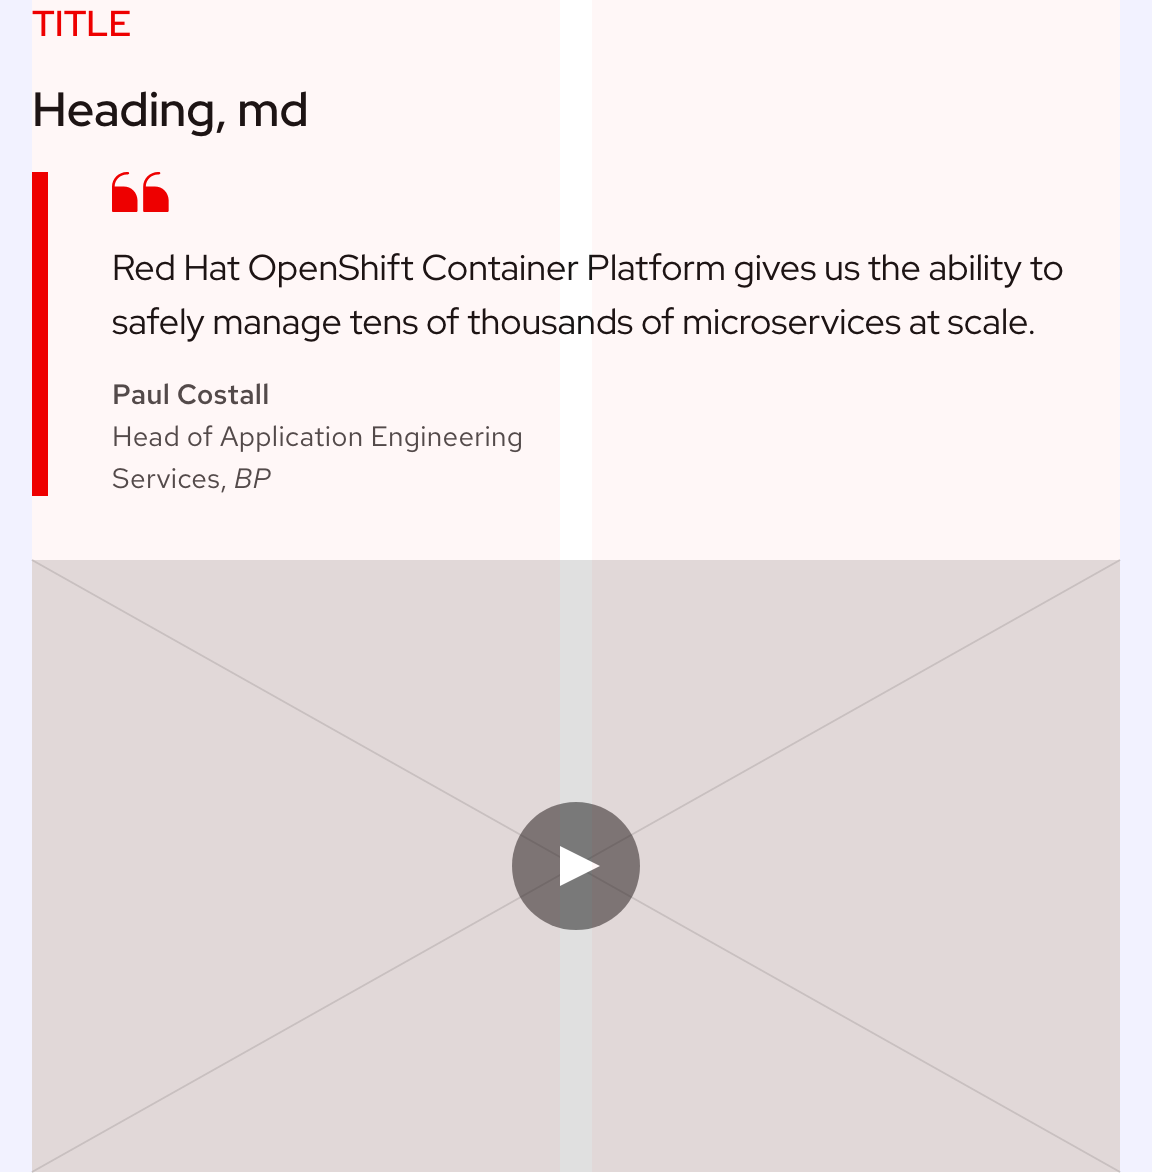 TITLE
Heading, md
Red Hat OpenShift Container Platform gives us the ability to
safely manage tens of thousands of microservices at scale.
Paul Costall
Head of Application Engineering
Services, BP